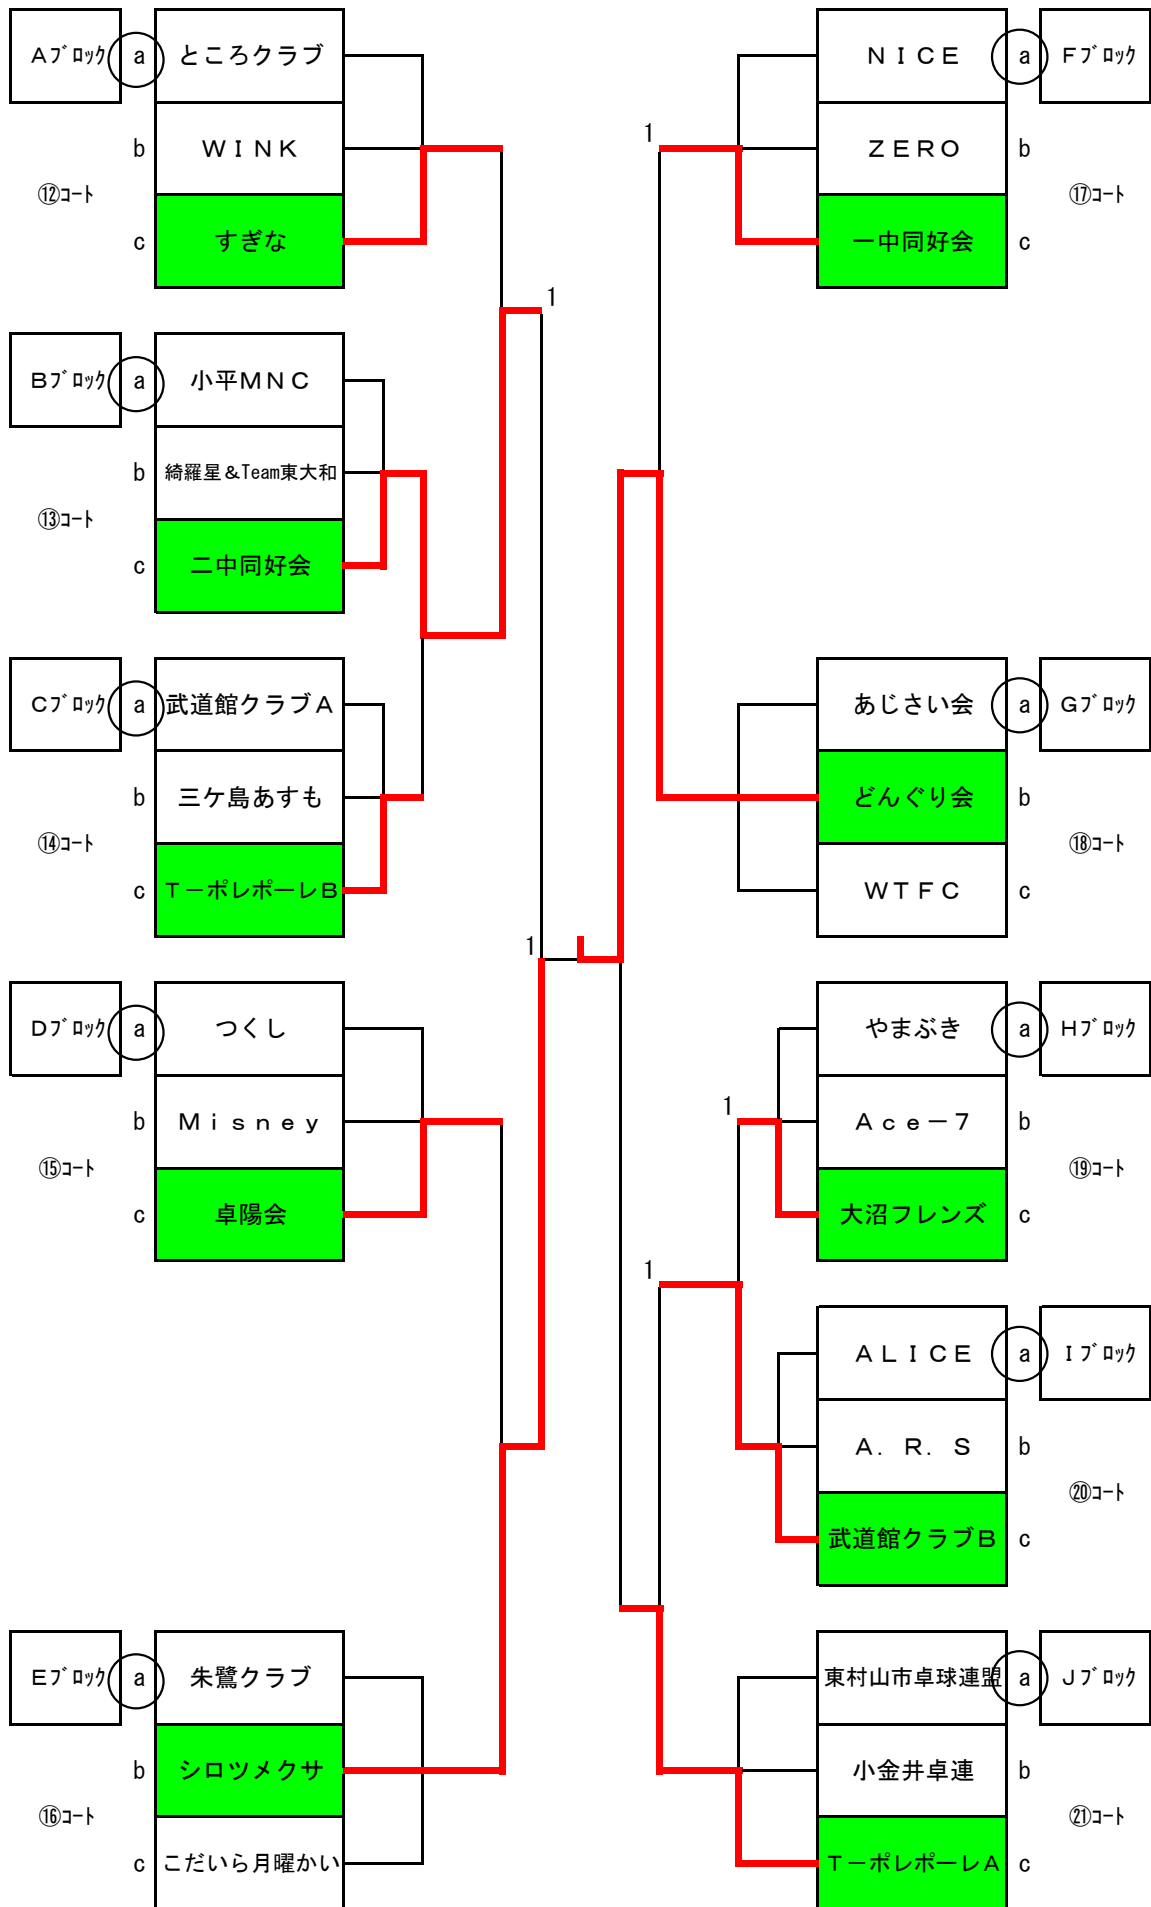 Aブロック a ところクラブ
b WINK
⑫コート
c すぎな
Bブロック a 小平MNC
b 綺羅星&Team東大和
⑬コート
c 二中同好会
Cブロック a 武道館クラブA
b 三ケ島あすも
⑭コート
c T-ポレポーレB
Dブロック a つくし
b Misney
⑮コート
c 卓陽会
Eブロック a 朱鷺クラブ
b シロツメクサ
⑯コート
c こだいら月曜かい
1
1
1
1
1
NICE a Fブロック
ZERO b
⑰コート
一中同好会 c
あじさい会 a Gブロック
どんぐり会 b
⑱コート
WTFC c
やまぶき a Hブロック
Ace-7 b
⑲コート
大沼フレンズ c
ALICE a Iブロック
A.R.S b
⑳コート
武道館クラブB c
東村山市卓球連盟 a Jブロック
小金井卓連 b
㉑コート
T-ポレポーレA c